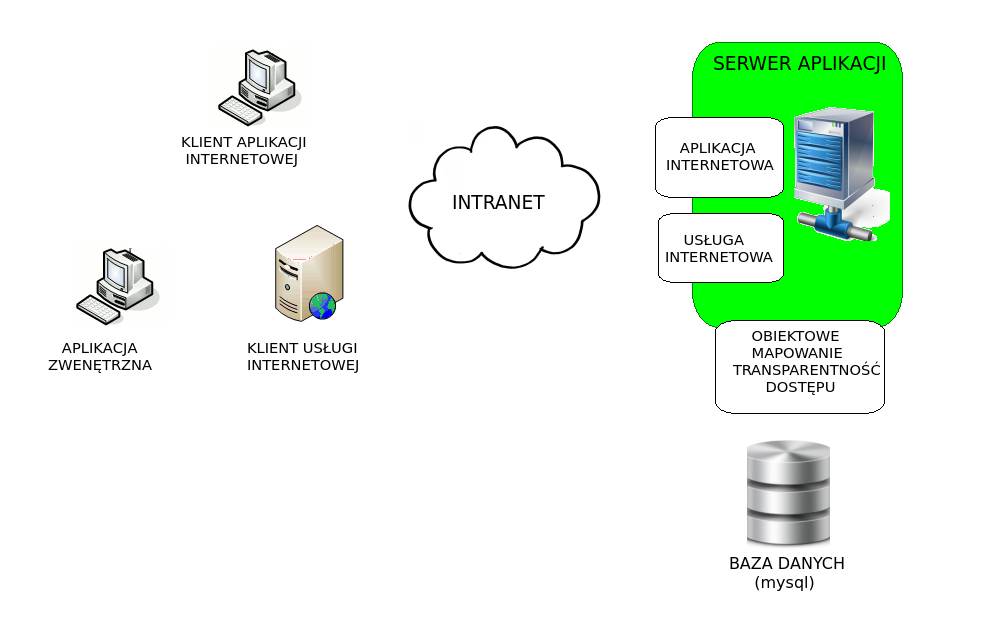 SERWER APLIKACJI
KLIENT APLIKACJI
INTERNETOWEJ
APLIKACJA
INTERNETOWA
INTRANET
USŁUGA
INTERNETOWA
APLIKACJA
ZWENĘTRZNA
KLIENT USŁUGI
INTERNETOWEJ
OBIEKTOWE
MAPOWANIE
TRANSPARENTNOŚĆ
DOSTĘPU
BAZA DANYCH
(mysql)